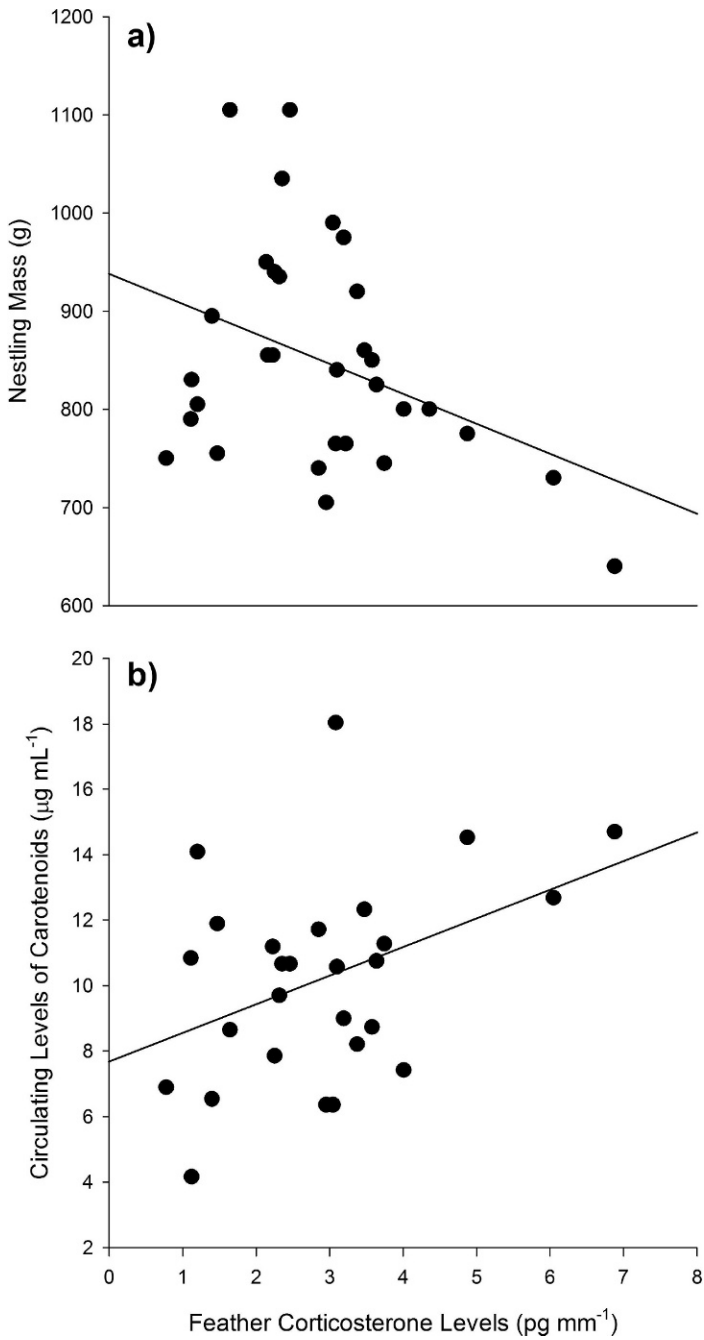 a)
1200
1100
1000
900
800
700
600
Nestling Mass (g)
b)
20
18
16
14
12
10
8
6
4
2
Circulating Levels of Carotenoids (μg mL⁻¹)
0 1 2 3 4 5 6 7 8
Feather Corticosterone Levels (pg mm⁻¹)